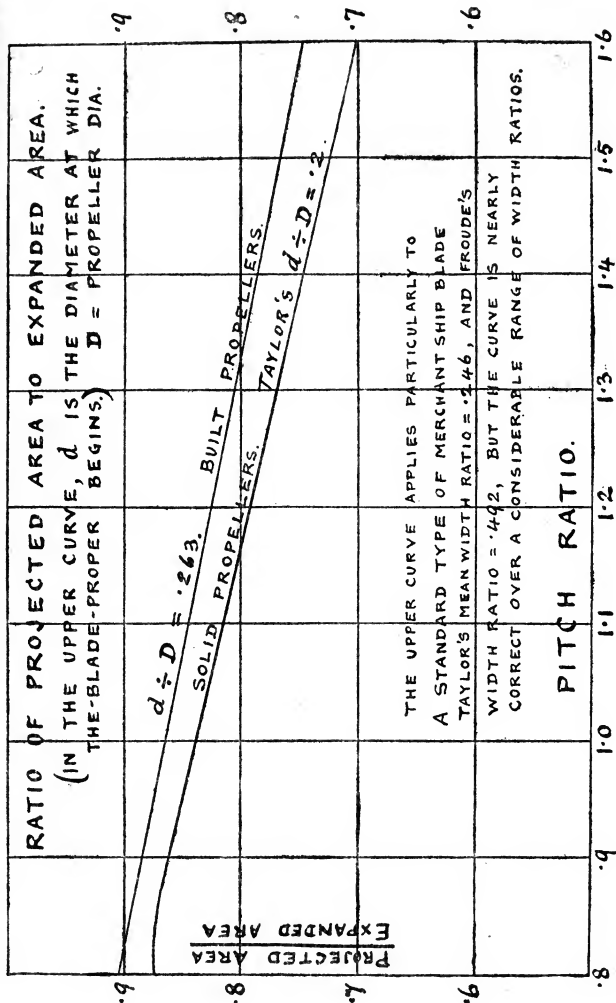 RATIO OF PROJECTED AREA TO EXPANDED AREA.
(IN THE UPPER CURVE, d IS THE DIAMETER AT WHICH
THE-BLADE-PROPER BEGINS.) D = PROPELLER DIA.
d ÷ D = .263. BUILT PROPELLERS.
SOLID PROPELLERS. TAYLOR'S d ÷ D = .2.
THE UPPER CURVE APPLIES PARTICULARLY TO
A STANDARD TYPE OF MERCHANT SHIP BLADE
TAYLOR'S MEAN WIDTH RATIO = .246, AND FROUDE'S
WIDTH RATIO = .492, BUT THE CURVE IS NEARLY
CORRECT OVER A CONSIDERABLE RANGE OF WIDTH RATIOS.
PITCH RATIO.
PROJECTED AREA
EXPANDED AREA
.9
.8
.7
.6
.9
.8
.7
.8 .9 1.0 1.1 1.2 1.3 1.4 1.5 1.6